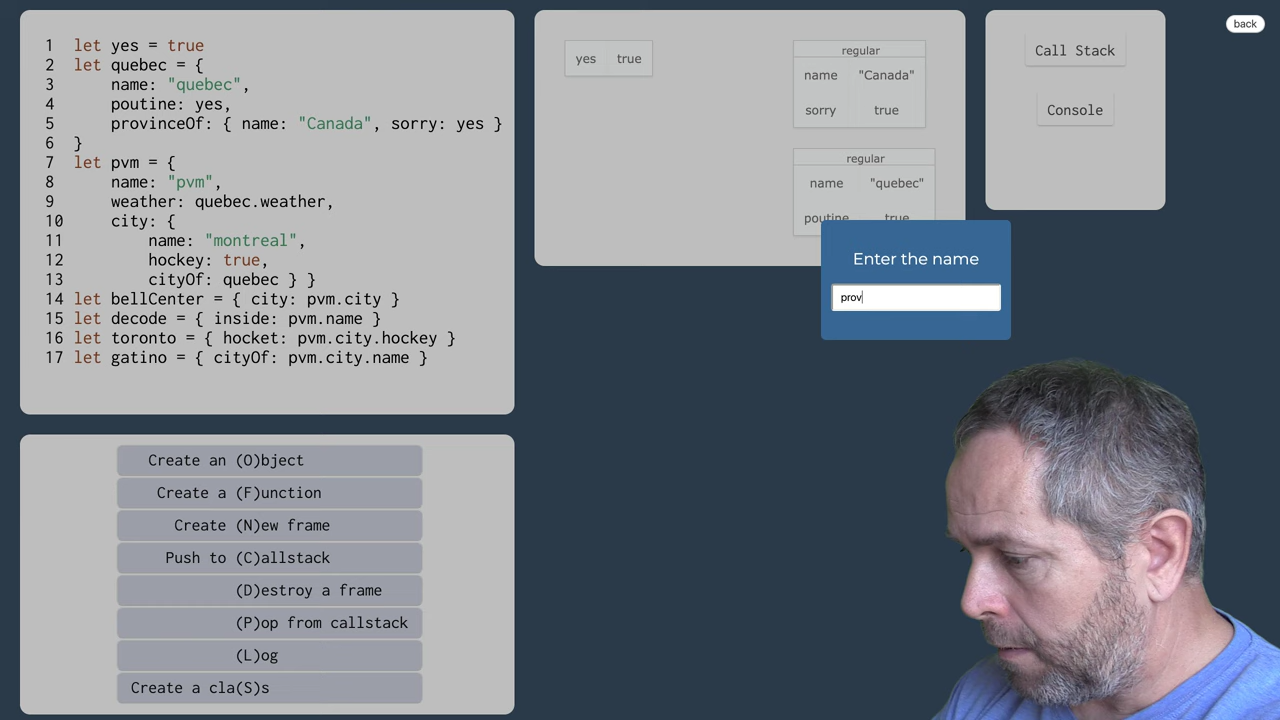 1 let yes = true
2 let quebec = {
3 name: "quebec",
4 poutine: yes,
5 provinceOf: { name: "Canada", sorry: yes }
6 }
7 let pvm = {
8 name: "pvm",
9 weather: quebec.weather,
10 city: {
11 name: "montreal",
12 hockey: true,
13 cityOf: quebec } }
14 let bellCenter = { city: pvm.city }
15 let decode = { inside: pvm.name }
16 let toronto = { hocket: pvm.city.hockey }
17 let gatino = { cityOf: pvm.city.name }
yes true
regular
name "Canada"
sorry true
regular
name "quebec"
poutine true
Enter the name
prov
Call Stack
Console
back
Create an (O)bject
Create a (F)unction
Create (N)ew frame
Push to (C)allstack
(D)estroy a frame
(P)op from callstack
(L)og
Create a cla(S)s